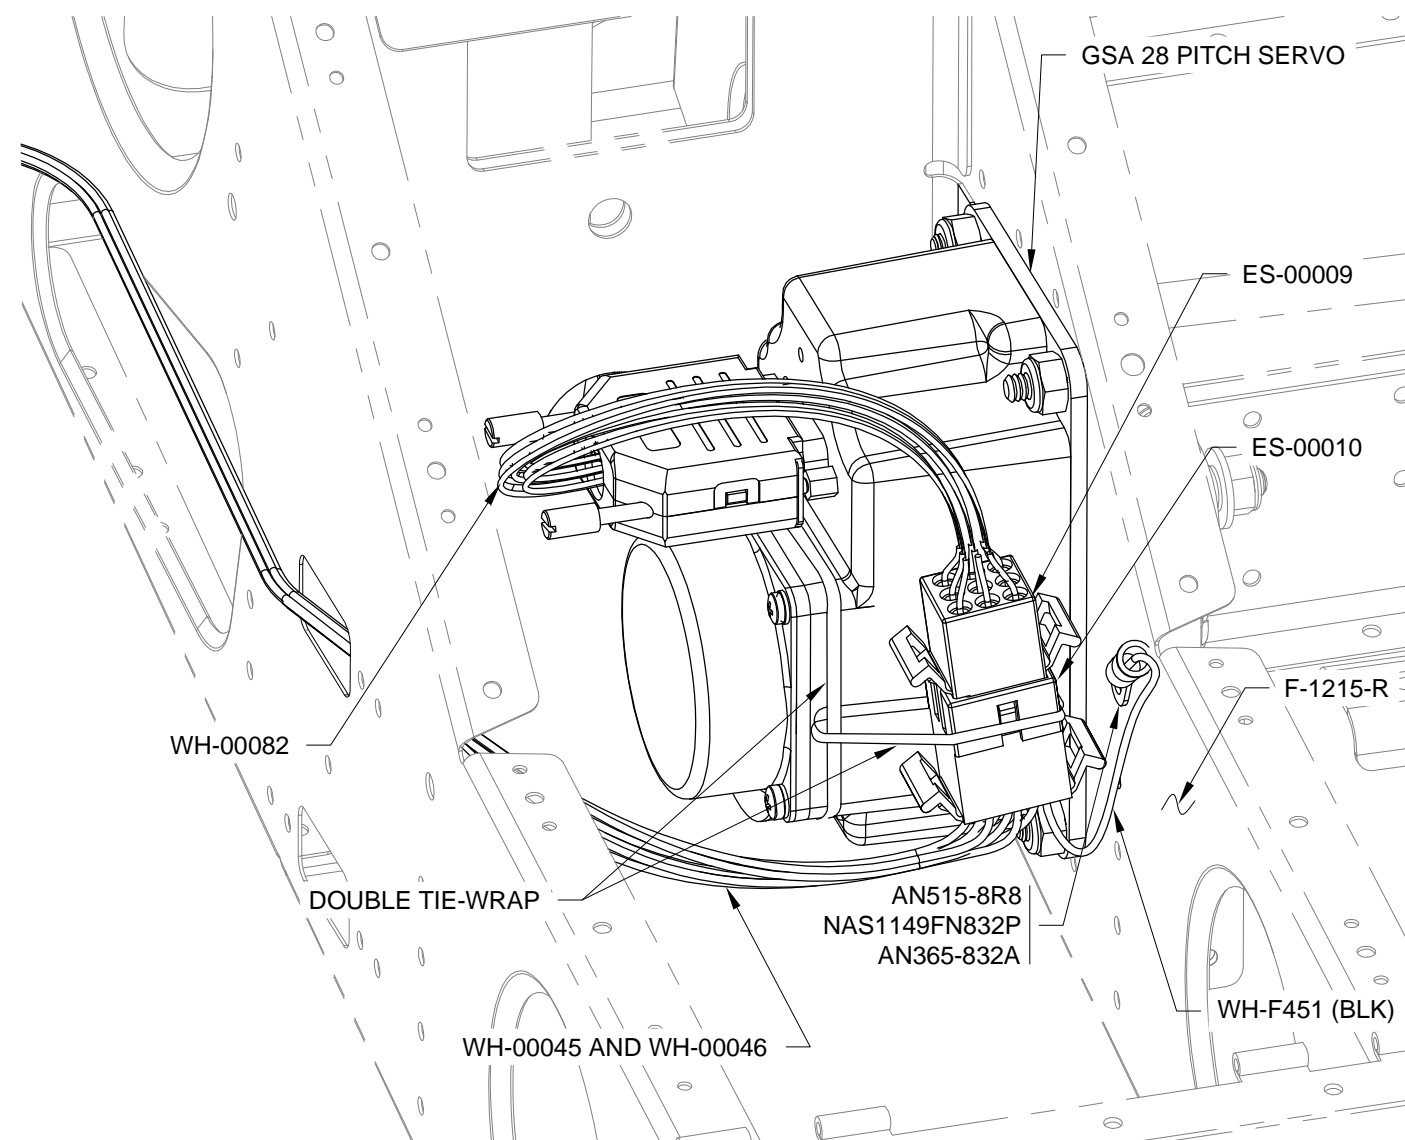 GSA 28 PITCH SERVO
ES-00009
ES-00010
F-1215-R
WH-00082
DOUBLE TIE-WRAP
AN515-8R8
NAS1149FN832P
AN365-832A
WH-F451 (BLK)
WH-00045 AND WH-00046